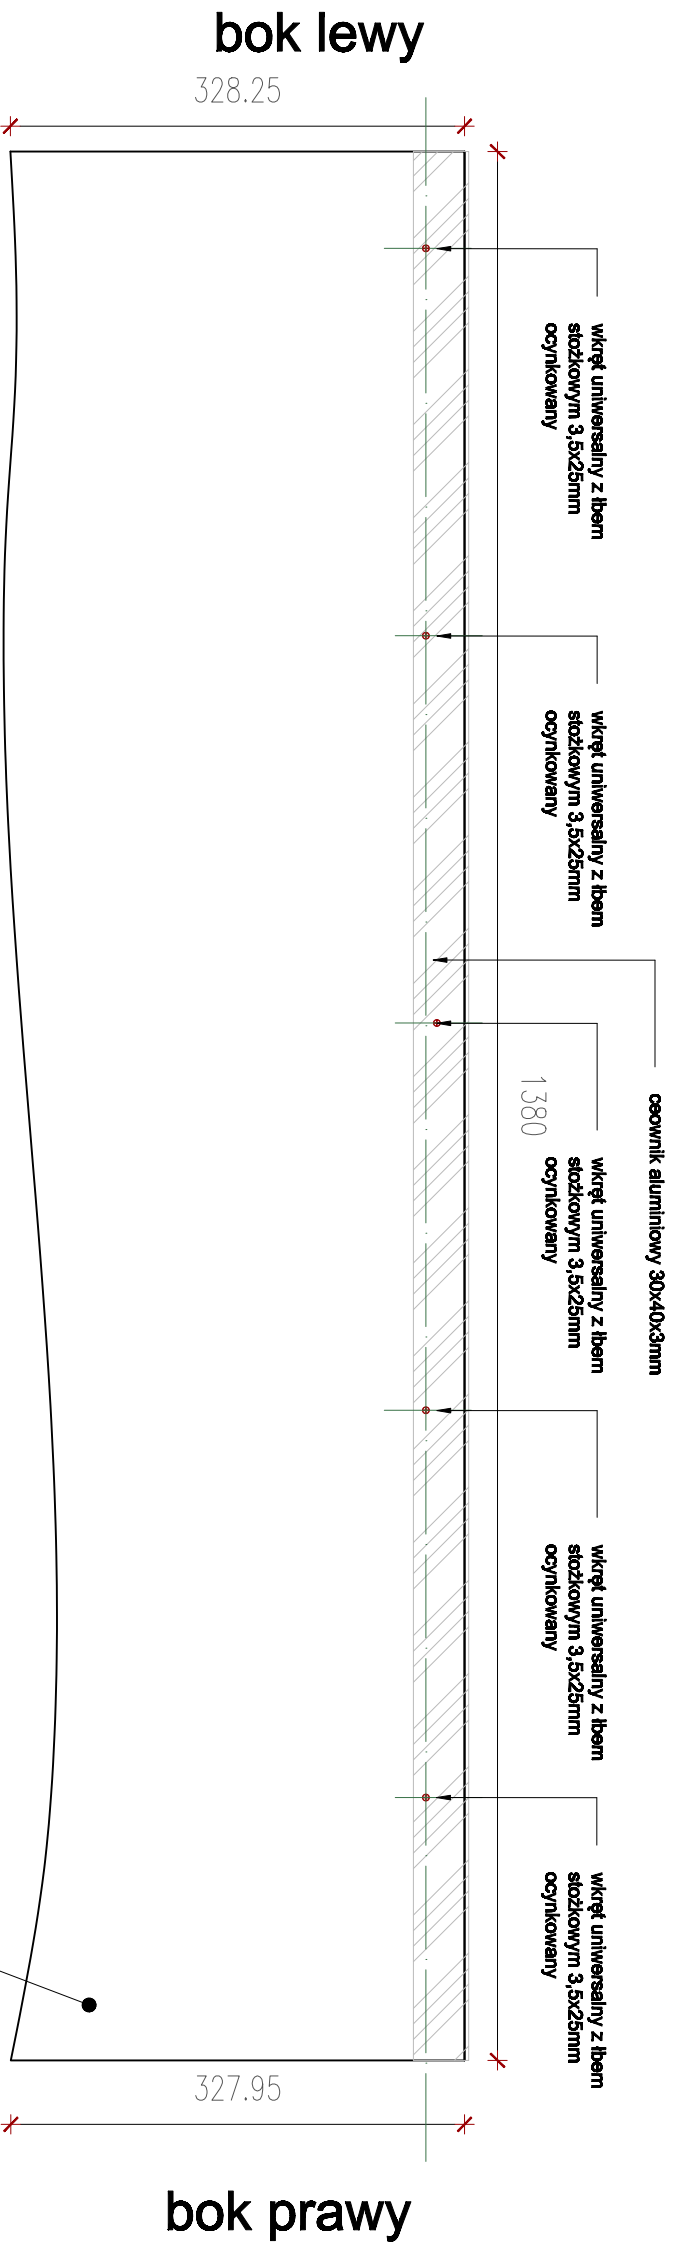 bok lewy
328.25
wkręt uniwersalny z łbem
stożkowym 3,5x25mm
ocynkowany
wkręt uniwersalny z łbem
stożkowym 3,5x25mm
ocynkowany
ceownik aluminiowy 30x40x3mm
1380
wkręt uniwersalny z łbem
stożkowym 3,5x25mm
ocynkowany
wkręt uniwersalny z łbem
stożkowym 3,5x25mm
ocynkowany
wkręt uniwersalny z łbem
stożkowym 3,5x25mm
ocynkowany
327.95
bok prawy